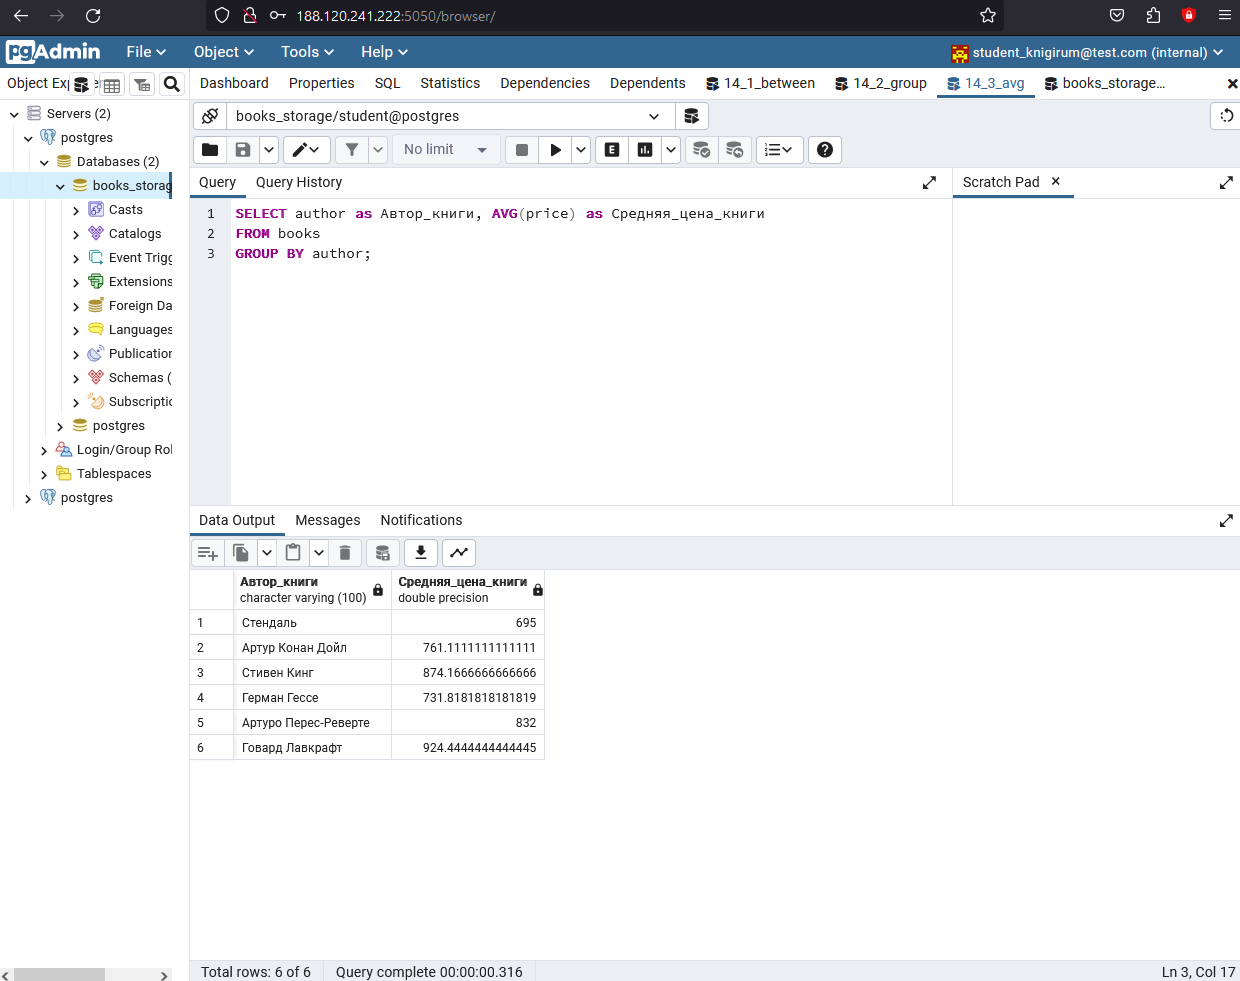 188.120.241.222:5050/browser/
pgAdmin File Object Tools Help student_knigirum@test.com (internal)
Object Ex
Dashboard Properties SQL Statistics Dependencies Dependents 14_1_between 14_2_group 14_3_avg books_storage...
Servers (2)
postgres
Databases (2)
books_storag
Casts
Catalogs
Event Trigg
Extensions
Foreign Da
Languages
Publication
Schemas (
Subscriptio
postgres
Login/Group Rol
Tablespaces
postgres
books_storage/student@postgres
No limit
E
Query Query History
Scratch Pad
1 SELECT author as Автор_книги, AVG(price) as Средняя_цена_книги
2 FROM books
3 GROUP BY author;
Data Output Messages Notifications
Автор_книги Средняя_цена_книги
character varying (100) double precision
1 Стендаль 695
2 Артур Конан Дойл 761.1111111111111
3 Стивен Кинг 874.1666666666666
4 Герман Гессе 731.8181818181819
5 Артуро Перес-Реверте 832
6 Говард Лавкрафт 924.4444444444445
Total rows: 6 of 6 Query complete 00:00:00.316 Ln 3, Col 17